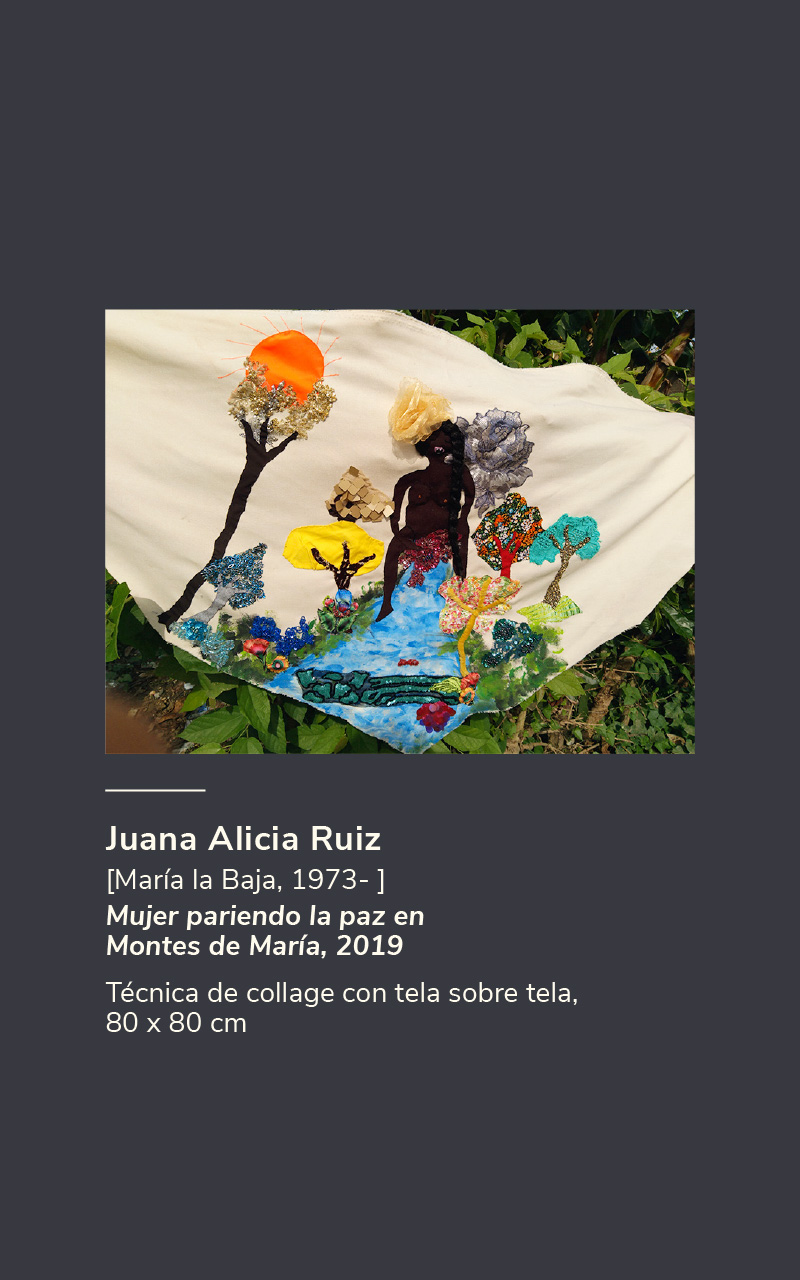 Juana Alicia Ruiz
[María la Baja, 1973- ]
Mujer pariendo la paz en
Montes de María, 2019
Técnica de collage con tela sobre tela,
80 x 80 cm